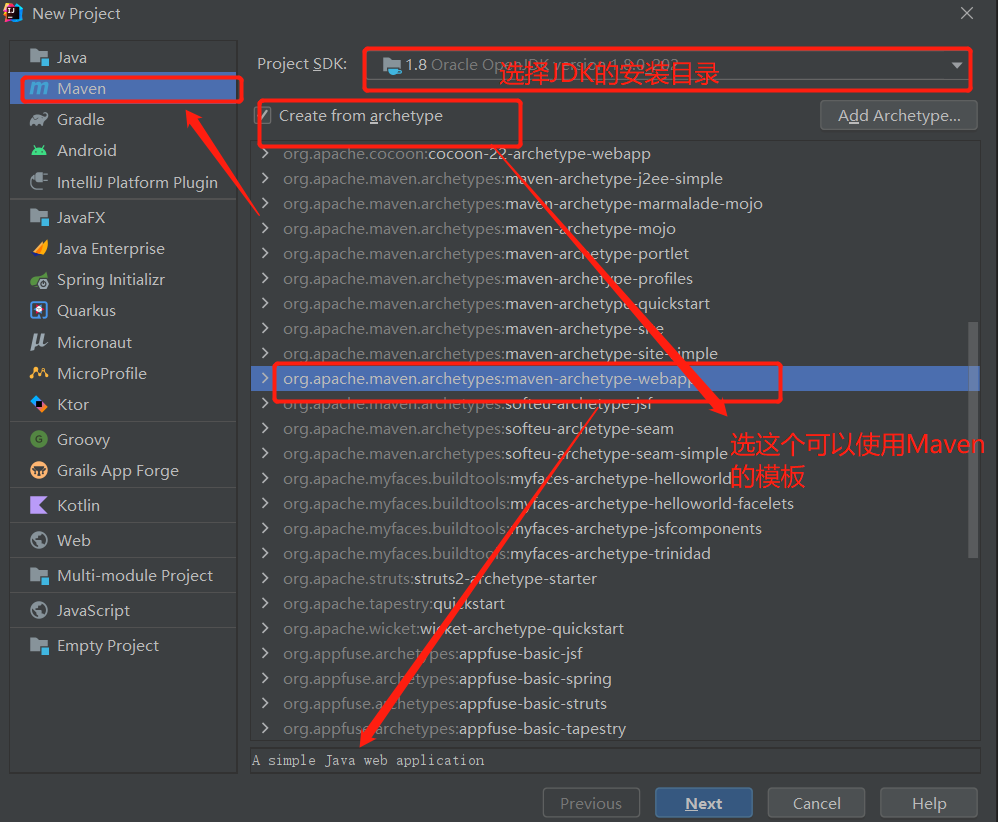 New Project
Java
Maven
Gradle
Android
IntelliJ Platform Plugin
JavaFX
Java Enterprise
Spring Initializr
Quarkus
Micronaut
MicroProfile
Ktor
Groovy
Grails App Forge
Kotlin
Web
Multi-module Project
JavaScript
Empty Project
Project SDK:
1.8 Oracle OpenJDK version 1.8.0_202
选择JDK的安装目录
Create from archetype
Add Archetype...
org.apache.cocoon:cocoon-22-archetype-webapp
org.apache.maven.archetypes:maven-archetype-j2ee-simple
org.apache.maven.archetypes:maven-archetype-marmalade-mojo
org.apache.maven.archetypes:maven-archetype-mojo
org.apache.maven.archetypes:maven-archetype-portlet
org.apache.maven.archetypes:maven-archetype-profiles
org.apache.maven.archetypes:maven-archetype-quickstart
org.apache.maven.archetypes:maven-archetype-site
org.apache.maven.archetypes:maven-archetype-site-simple
org.apache.maven.archetypes:maven-archetype-webapp
org.apache.maven.archetypes:softeu-archetype-jsf
org.apache.maven.archetypes:softeu-archetype-seam
org.apache.maven.archetypes:softeu-archetype-seam-simple
选这个可以使用Maven
的模板
org.apache.myfaces.buildtools:myfaces-archetype-helloworld
org.apache.myfaces.buildtools:myfaces-archetype-helloworld-facelets
org.apache.myfaces.buildtools:myfaces-archetype-jsfcomponents
org.apache.myfaces.buildtools:myfaces-archetype-trinidad
org.apache.struts:struts2-archetype-starter
org.apache.tapestry:quickstart
org.apache.wicket:wicket-archetype-quickstart
org.appfuse.archetypes:appfuse-basic-jsf
org.appfuse.archetypes:appfuse-basic-spring
org.appfuse.archetypes:appfuse-basic-struts
org.appfuse.archetypes:appfuse-basic-tapestry
A simple Java web application
Previous
Next
Cancel
Help